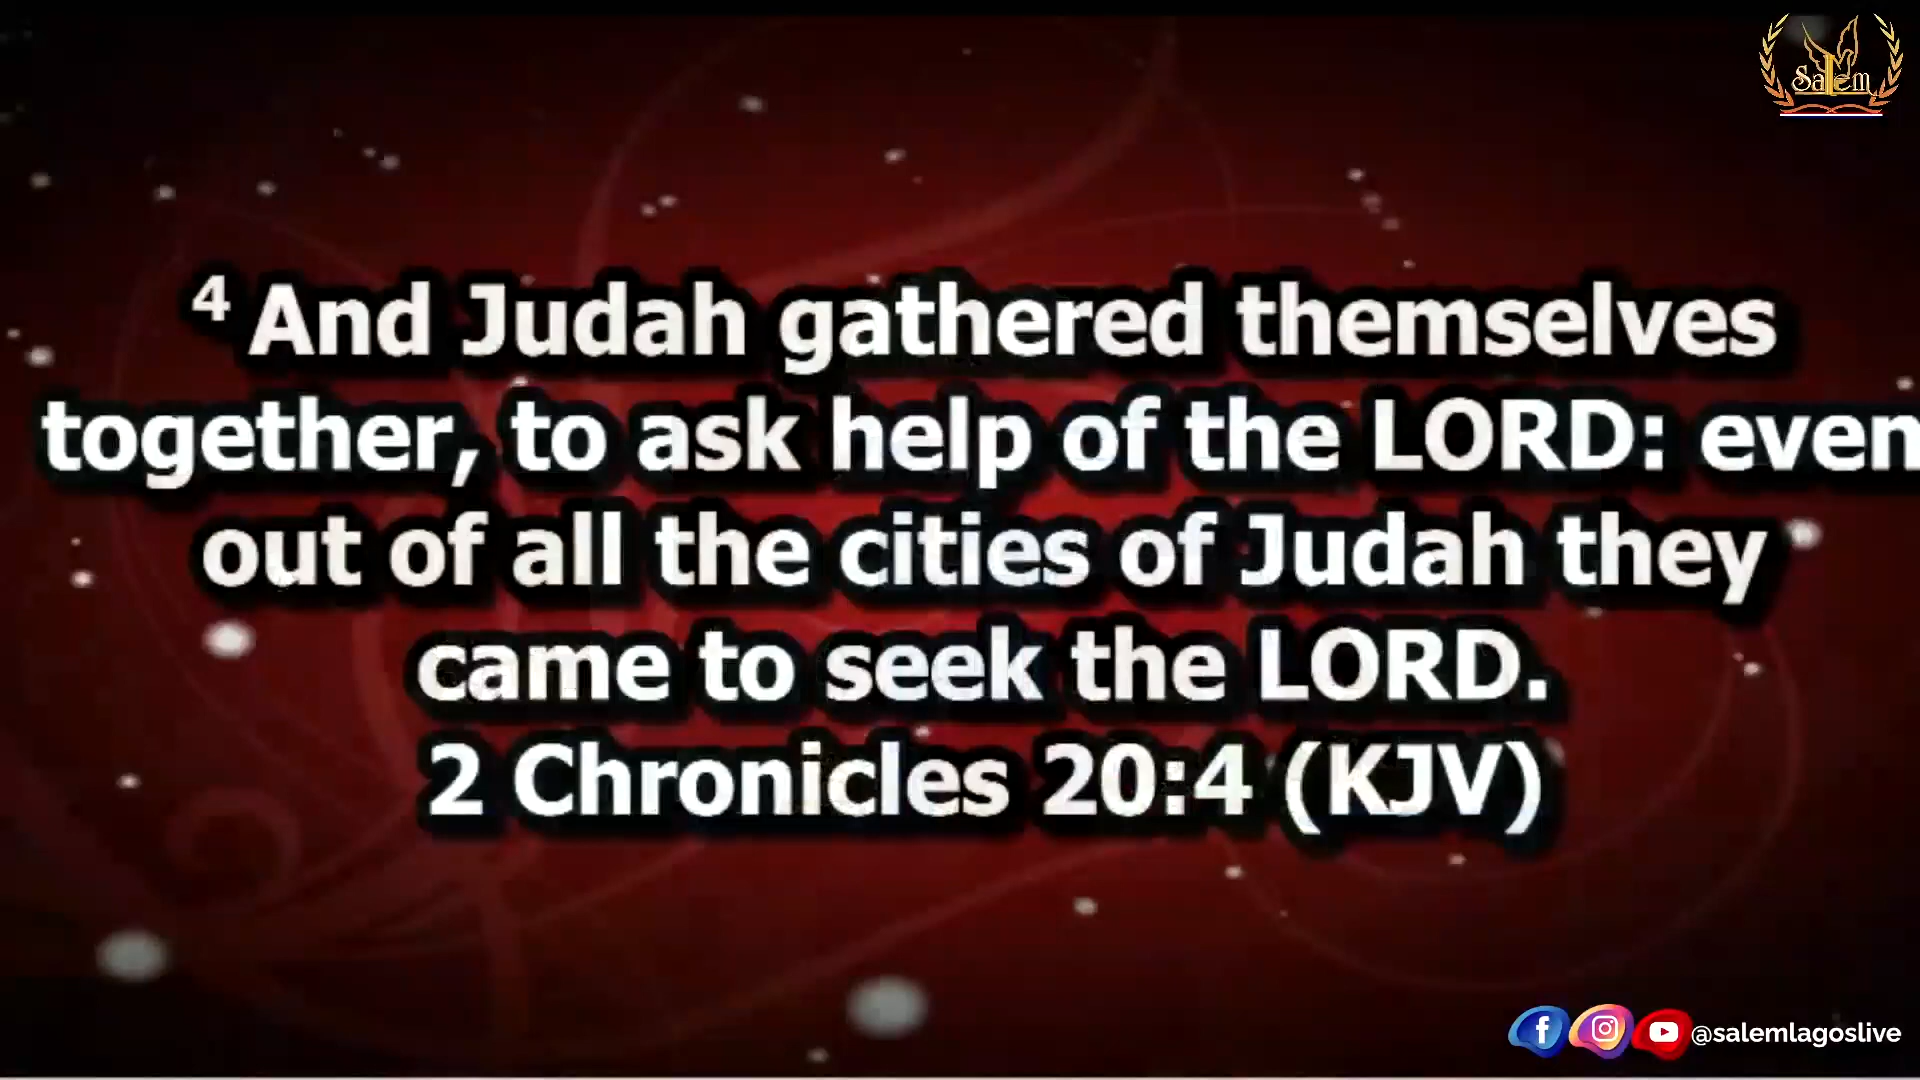 Salem
4 And Judah gathered themselves
together, to ask help of the LORD: even
out of all the cities of Judah they
came to seek the LORD.
2 Chronicles 20:4 (KJV)
@salemlagoslive